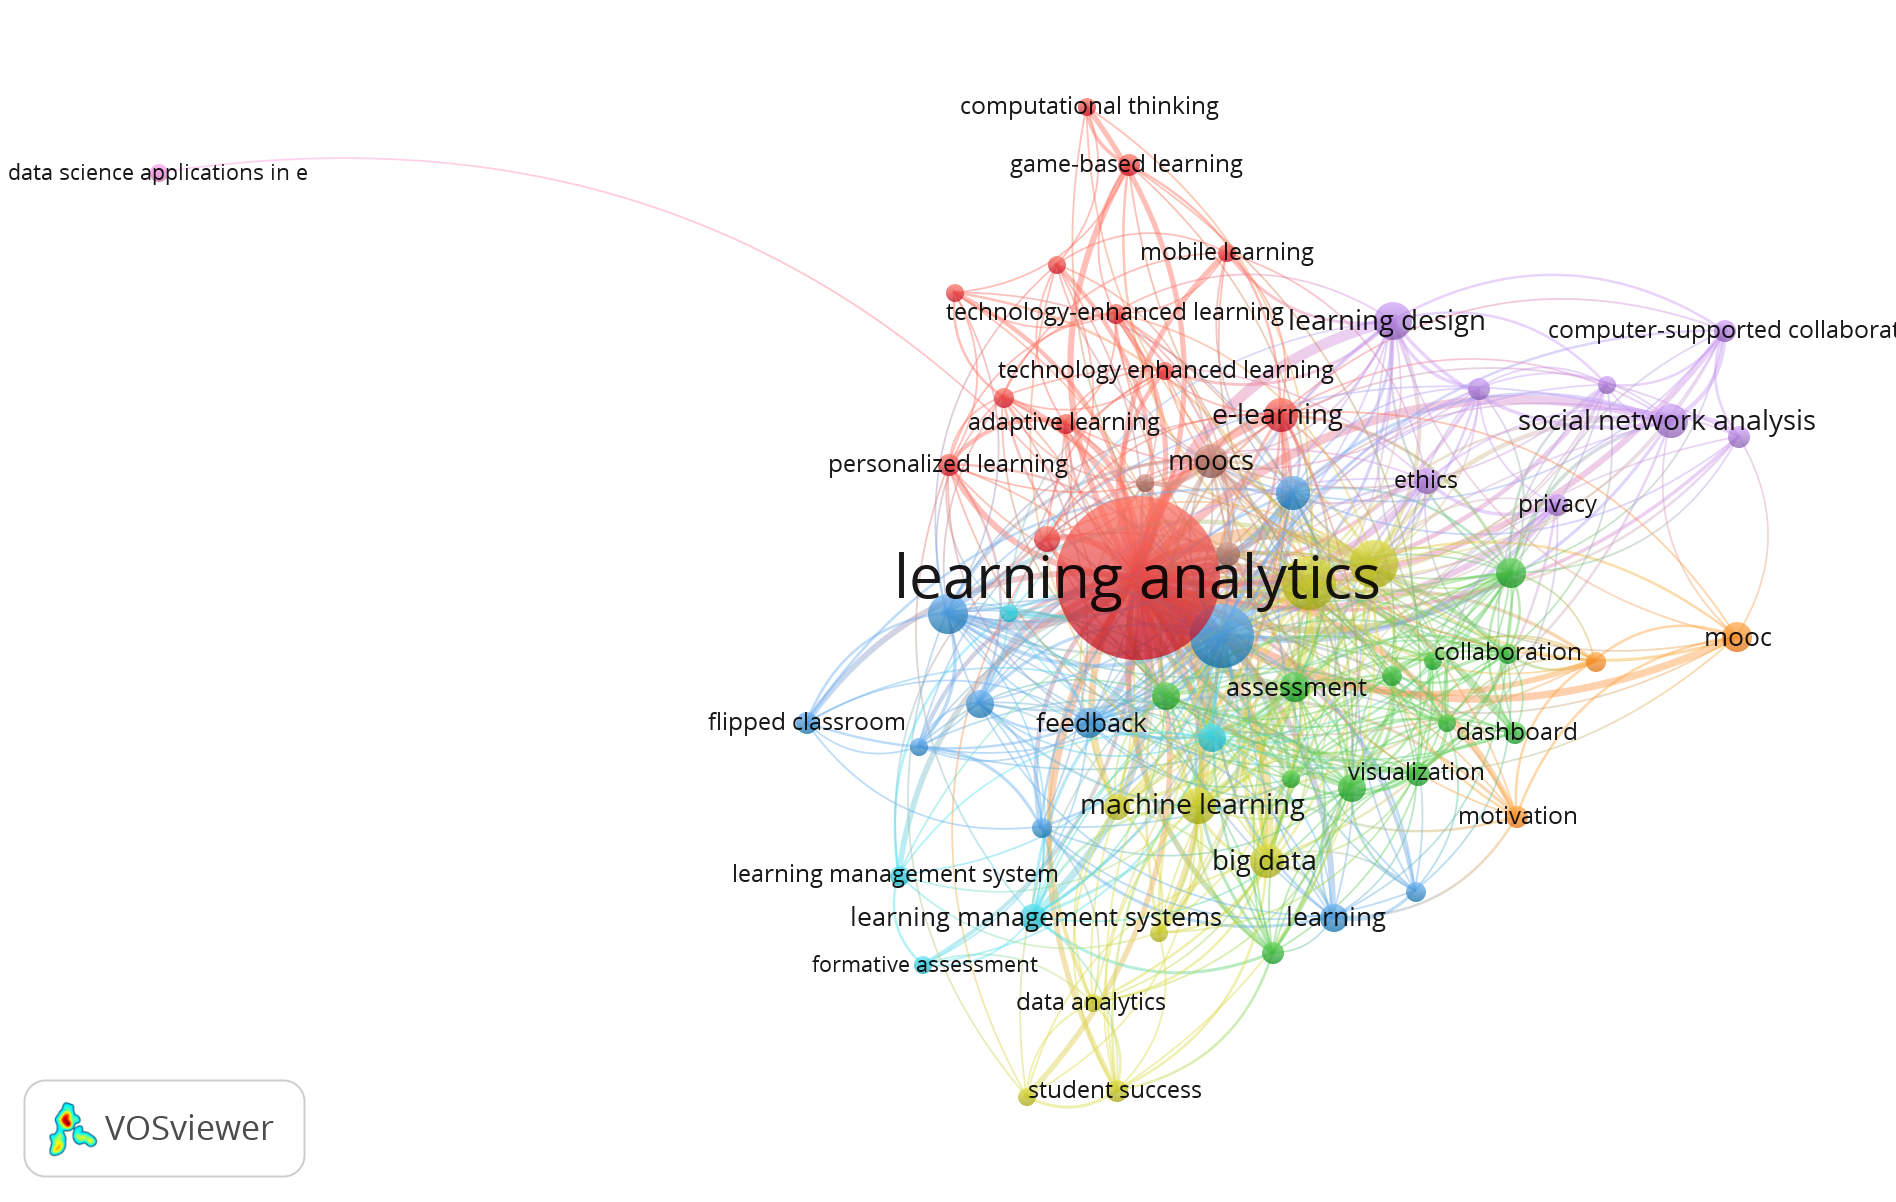 computational thinking
game-based learning
data science applications in e
mobile learning
technology-enhanced learning
learning design
computer-supported collaborat
technology enhanced learning
e-learning
adaptive learning
social network analysis
moocs
personalized learning
ethics
privacy
learning analytics
mooc
collaboration
assessment
flipped classroom
feedback
dashboard
visualization
machine learning
motivation
big data
learning management system
learning management systems
learning
formative assessment
data analytics
student success
VOSviewer